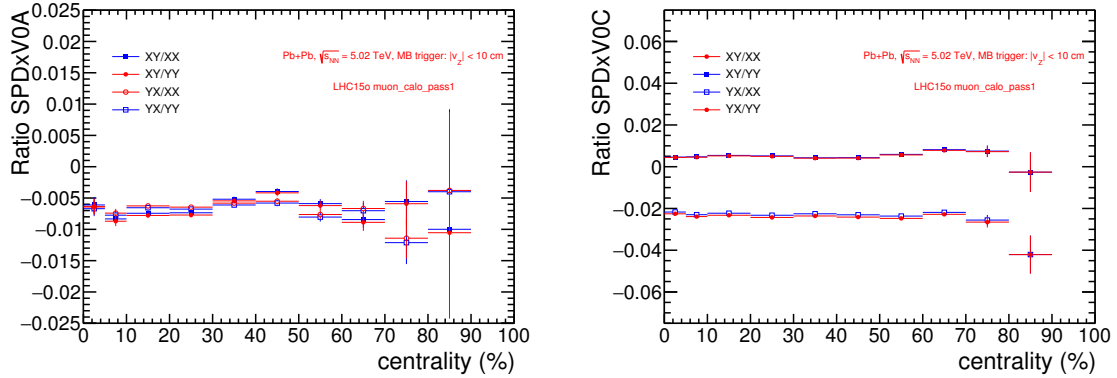 Ratio SPDxV0A
0.025
0.02
0.015
0.01
0.005
0
−0.005
−0.01
−0.015
−0.02
−0.025
XY/XX
XY/YY
YX/XX
YX/YY
Pb+Pb, √s_NN = 5.02 TeV, MB trigger: |v_Z| < 10 cm
LHC15o muon_calo_pass1
0 10 20 30 40 50 60 70 80 90 100
centrality (%)
Ratio SPDxV0C
0.06
0.04
0.02
0
−0.02
−0.04
−0.06
XY/XX
XY/YY
YX/XX
YX/YY
Pb+Pb, √s_NN = 5.02 TeV, MB trigger: |v_Z| < 10 cm
LHC15o muon_calo_pass1
0 10 20 30 40 50 60 70 80 90 100
centrality (%)